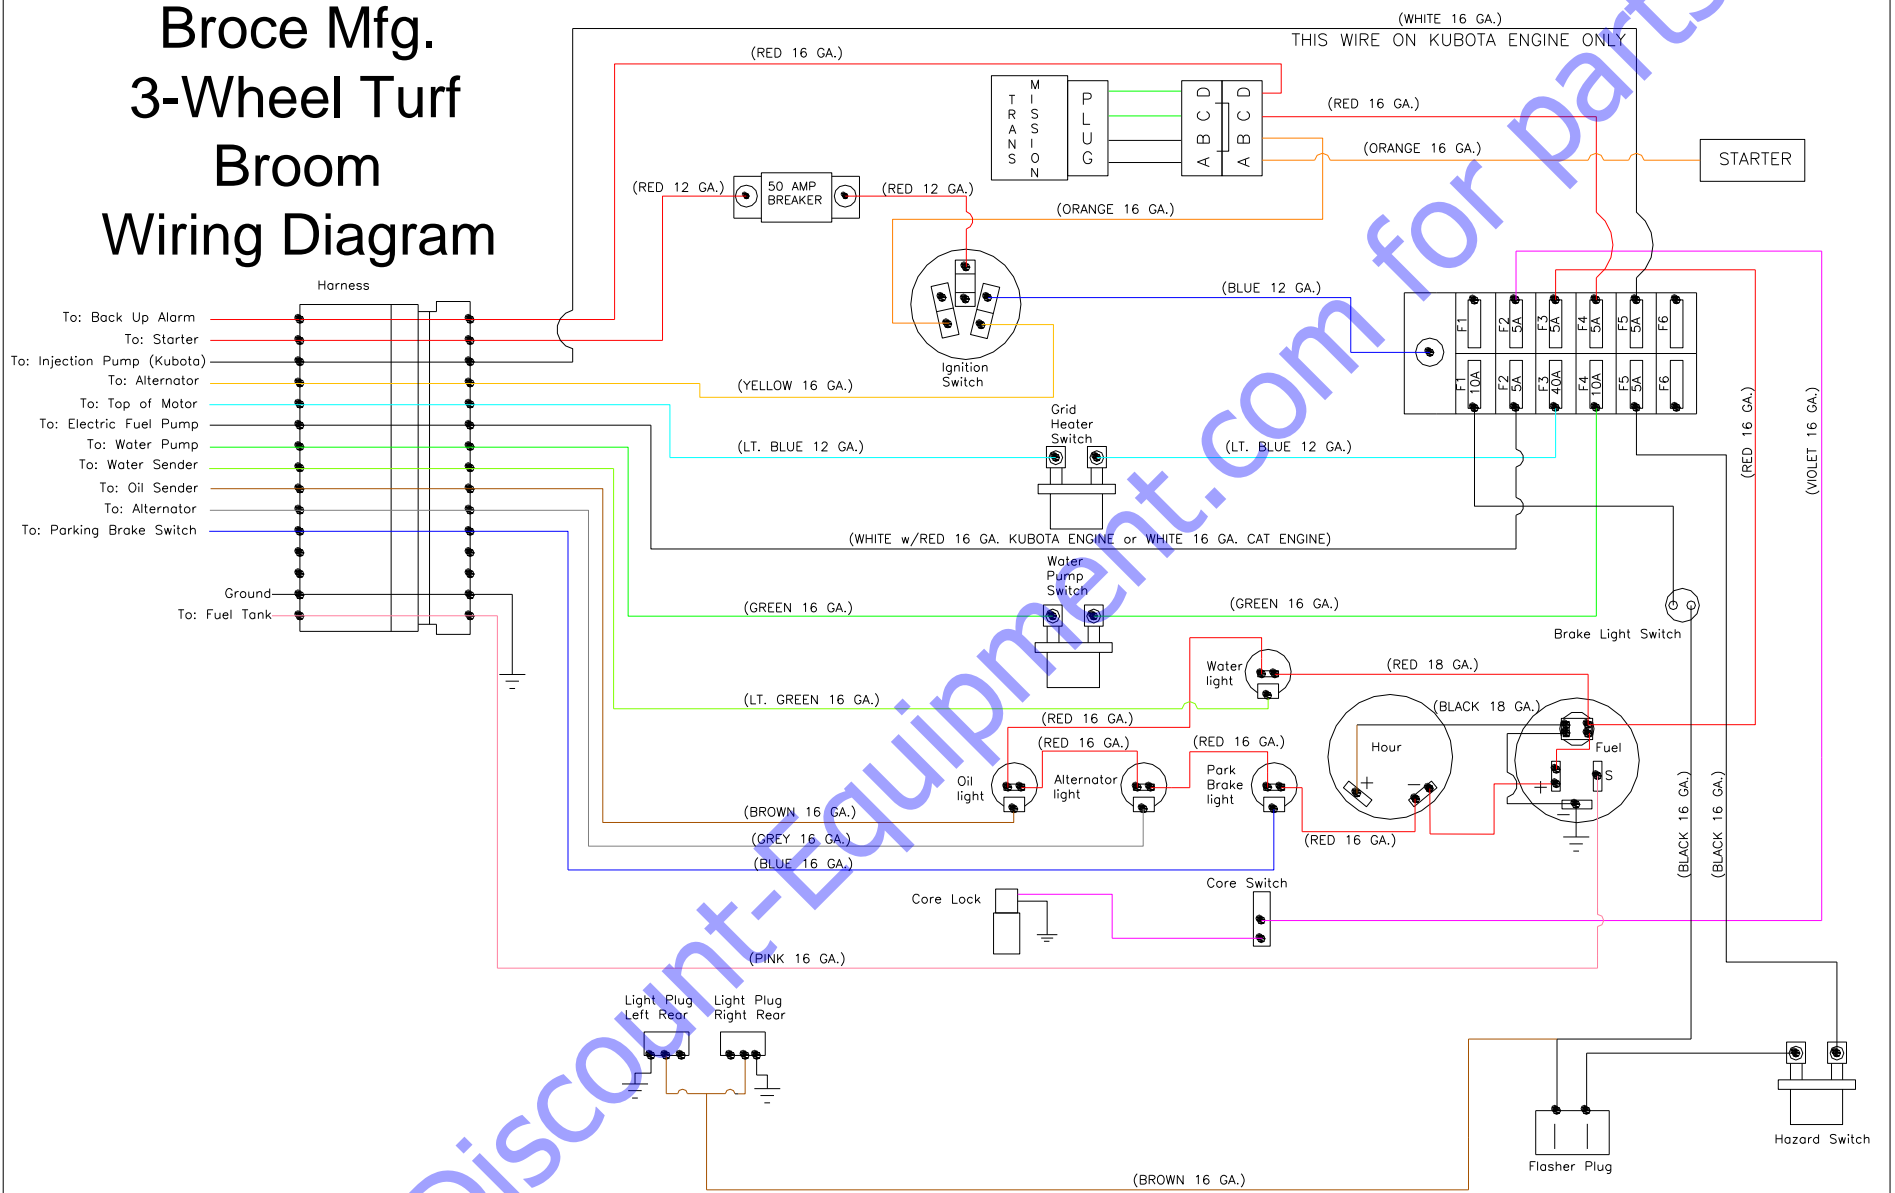 Broce Mfg.
3-Wheel Turf
Broom
Wiring Diagram
(WHITE 16 GA.)
THIS WIRE ON KUBOTA ENGINE ONLY
(RED 16 GA.)
TRANS
MISSION
PLUG
A B C D
A B C D
(RED 16 GA.)
(ORANGE 16 GA.)
STARTER
(RED 12 GA.)
50 AMP
BREAKER
(RED 12 GA.)
(ORANGE 16 GA.)
Harness
(BLUE 12 GA.)
Ignition
Switch
To: Back Up Alarm
To: Starter
To: Injection Pump (Kubota)
To: Alternator
To: Top of Motor
To: Electric Fuel Pump
To: Water Pump
To: Water Sender
To: Oil Sender
To: Alternator
To: Parking Brake Switch
Ground
To: Fuel Tank
F1
F2 5A
F3 5A
F4 5A
F5 5A
F6
F1 10A
F2 5A
F3 40A
F4 10A
F5 5A
F6
(YELLOW 16 GA.)
Grid
Heater
Switch
(LT. BLUE 12 GA.)
(LT. BLUE 12 GA.)
(RED 16 GA.)
(VIOLET 16 GA.)
(WHITE w/RED 16 GA. KUBOTA ENGINE or WHITE 16 GA. CAT ENGINE)
Water
Pump
Switch
(GREEN 16 GA.)
(GREEN 16 GA.)
Brake Light Switch
Water
light
(RED 18 GA.)
(LT. GREEN 16 GA.)
(BLACK 18 GA.)
(RED 16 GA.)
(RED 16 GA.)
(RED 16 GA.)
Hour
+
−
Fuel
S
+
−
Oil
light
Alternator
light
Park
Brake
light
(BROWN 16 GA.)
(GREY 16 GA.)
(BLUE 16 GA.)
(RED 16 GA.)
(BLACK 16 GA.)
(BLACK 16 GA.)
Core Lock
Core Switch
(PINK 16 GA.)
Light Plug
Left Rear
Light Plug
Right Rear
Flasher Plug
Hazard Switch
(BROWN 16 GA.)
Discount-Equipment.com for parts